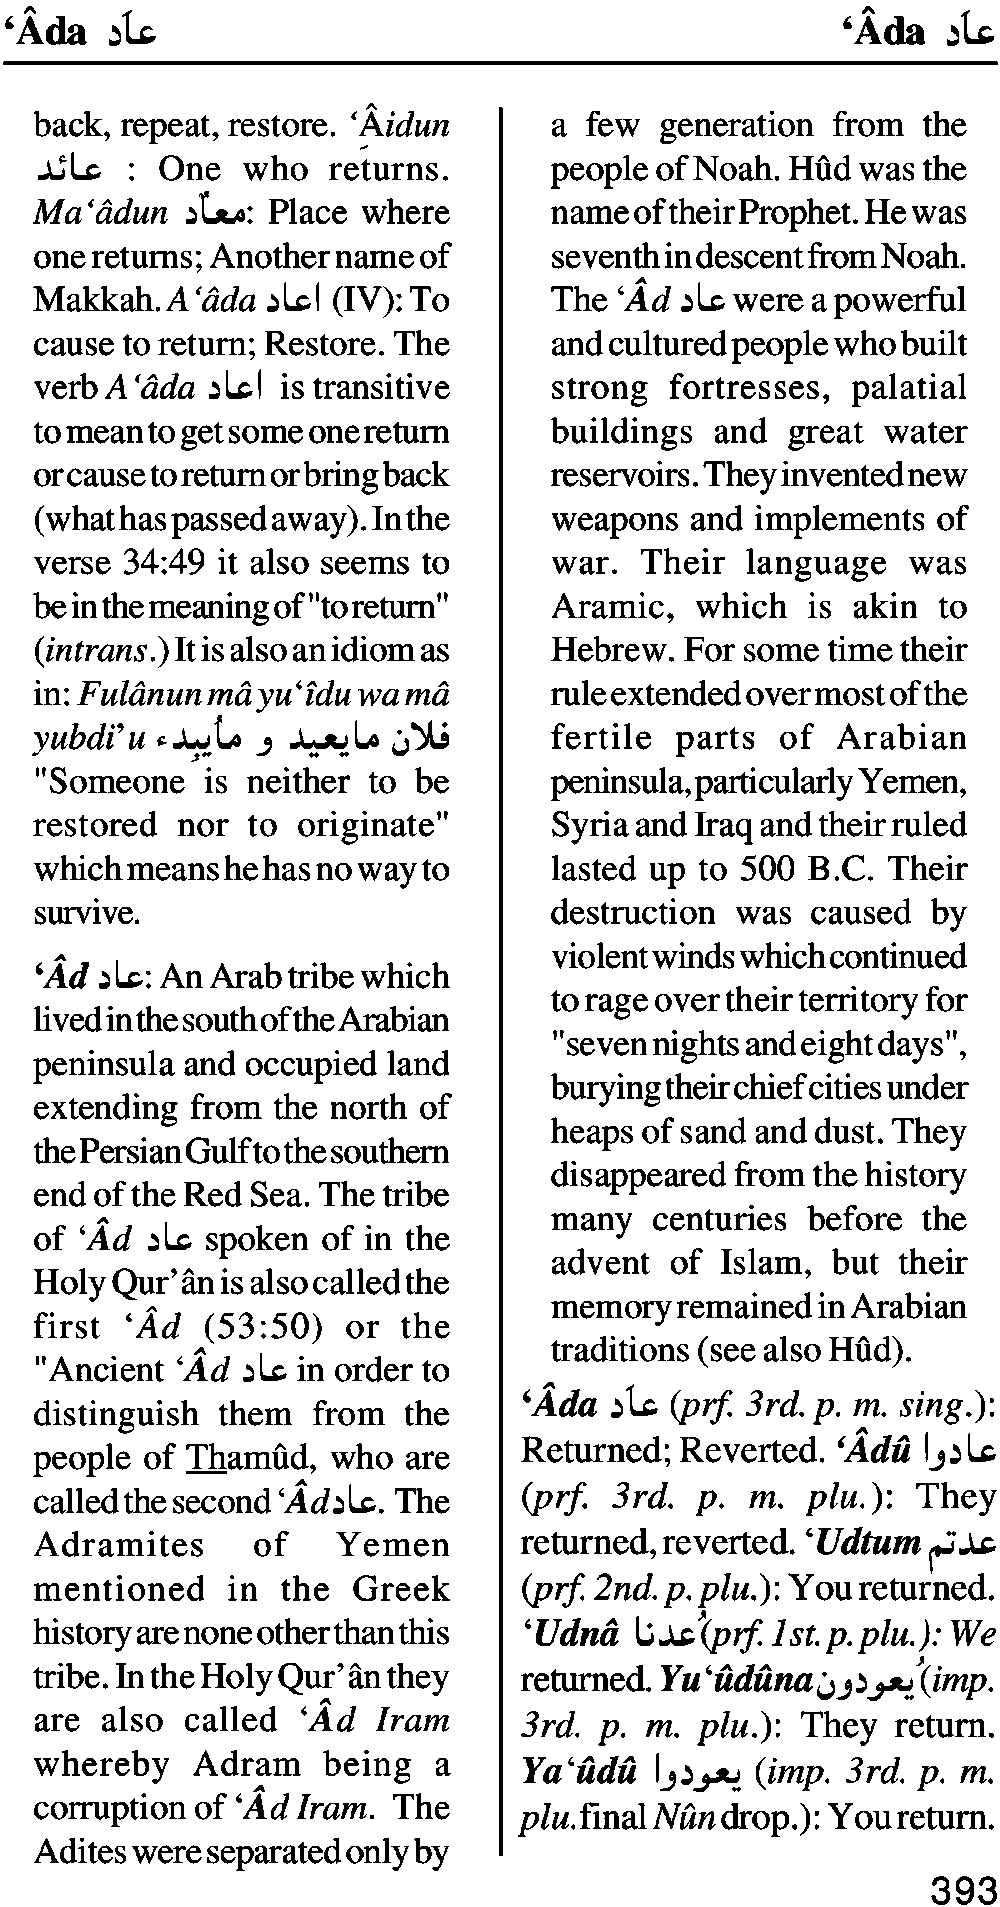 ‘Âda عاَد ‘Âda عاَد
back, repeat, restore. ‘Âidun
عائد : One who returns.
Ma‘âdun معاّد: Place where
one returns; Another name of
Makkah. A‘âda اعاد (IV): To
cause to return; Restore. The
verb A‘âda اعاد is transitive
to mean to get some one return
or cause to return or bring back
(what has passed away). In the
verse 34:49 it also seems to
be in the meaning of "to return"
(intrans.) It is also an idiom as
in: Fulânun mâ yu‘îdu wa mâ
yubdi’u فلان مايعيد و مأيبدء
"Someone is neither to be
restored nor to originate"
which means he has no way to
survive.
‘Âd عاد: An Arab tribe which
lived in the south of the Arabian
peninsula and occupied land
extending from the north of
the Persian Gulf to the southern
end of the Red Sea. The tribe
of ‘Âd عاد spoken of in the
Holy Qur’ân is also called the
first ‘Âd (53:50) or the
"Ancient ‘Âd عاد in order to
distinguish them from the
people of Thamûd, who are
called the second ‘Âd عاد. The
Adramites of Yemen
mentioned in the Greek
history are none other than this
tribe. In the Holy Qur’ân they
are also called ‘Âd Iram
whereby Adram being a
corruption of ‘Âd Iram. The
Adites were separated only by
a few generation from the
people of Noah. Hûd was the
name of their Prophet. He was
seventh in descent from Noah.
The ‘Âd عاد were a powerful
and cultured people who built
strong fortresses, palatial
buildings and great water
reservoirs. They invented new
weapons and implements of
war. Their language was
Aramic, which is akin to
Hebrew. For some time their
rule extended over most of the
fertile parts of Arabian
peninsula, particularly Yemen,
Syria and Iraq and their ruled
lasted up to 500 B.C. Their
destruction was caused by
violent winds which continued
to rage over their territory for
"seven nights and eight days",
burying their chief cities under
heaps of sand and dust. They
disappeared from the history
many centuries before the
advent of Islam, but their
memory remained in Arabian
traditions (see also Hûd).
‘Âda عاَد (prf. 3rd. p. m. sing.):
Returned; Reverted. ‘Âdû عادوا
(prf. 3rd. p. m. plu.): They
returned, reverted. ‘Udtum عدتم
(prf. 2nd. p. plu.): You returned.
‘Udnâ عدنا (prf. 1st. p. plu.): We
returned. Yu‘ûdûna يعودون (imp.
3rd. p. m. plu.): They return.
Ya‘ûdû يعودوا (imp. 3rd. p. m.
plu. final Nûn drop.): You return.
393